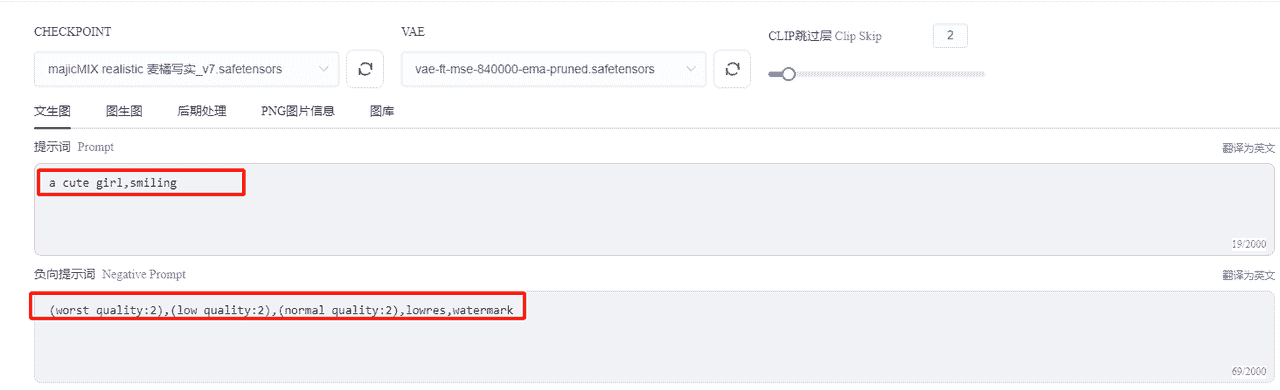 CHECKPOINT VAE CLIP跳过层 Clip Skip 2
majicMIX realistic 麦橘写实_v7.safetensors vae-ft-mse-840000-ema-pruned.safetensors
文生图 图生图 后期处理 PNG图片信息 图库
提示词 Prompt 翻译为英文
a cute girl,smiling
19/2000
负向提示词 Negative Prompt 翻译为英文
(worst quality:2),(low quality:2),(normal quality:2),lowres,watermark
69/2000